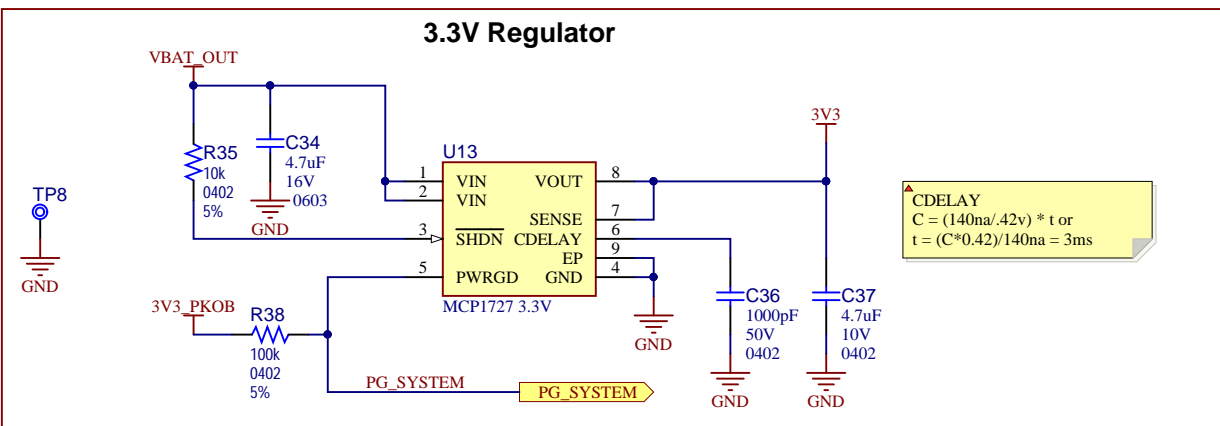 3.3V Regulator
VBAT_OUT
R35
10k
0402
5%
C34
4.7uF
16V
0603
GND
TP8
GND
U13
1 VIN VOUT 8
2 VIN
SENSE 7
3 SHDN CDELAY 6
EP 9
5 PWRGD GND 4
MCP1727 3.3V
3V3_PKOB
R38
100k
0402
5%
PG_SYSTEM
PG_SYSTEM
GND
C36
1000pF
50V
0402
GND
3V3
C37
4.7uF
10V
0402
GND
CDELAY
C = (140na/.42v) * t or
t = (C*0.42)/140na = 3ms